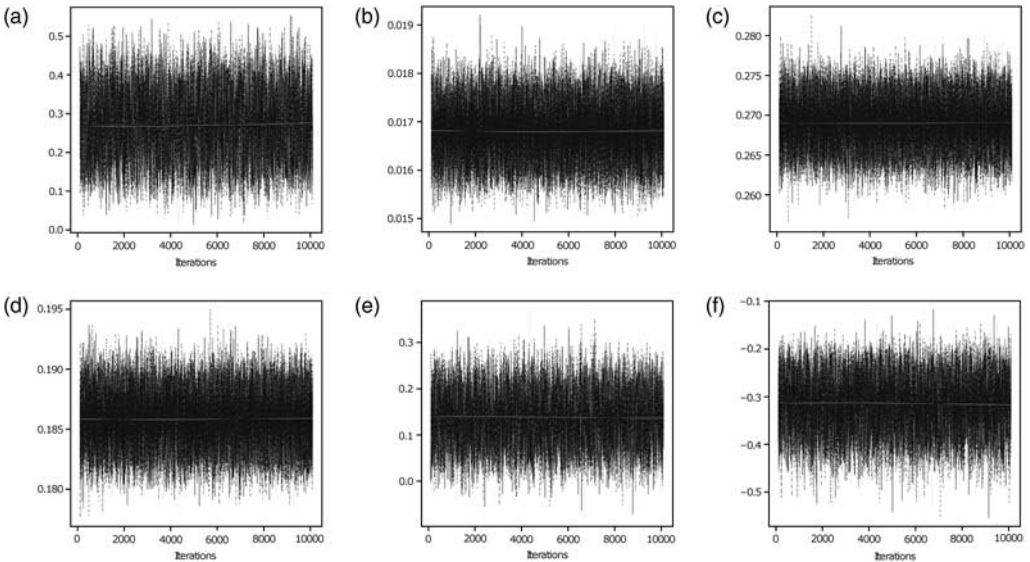 (a)
0.5
0.4
0.3
0.2
0.1
0.0
0 2000 4000 6000 8000 10000
Iterations
(b)
0.019
0.018
0.017
0.016
0.015
0 2000 4000 6000 8000 10000
Iterations
(c)
0.280
0.275
0.270
0.265
0.260
0 2000 4000 6000 8000 10000
Iterations
(d)
0.195
0.190
0.185
0.180
0 2000 4000 6000 8000 10000
Iterations
(e)
0.3
0.2
0.1
0.0
0 2000 4000 6000 8000 10000
Iterations
(f)
−0.1
−0.2
−0.3
−0.4
−0.5
0 2000 4000 6000 8000 10000
Iterations